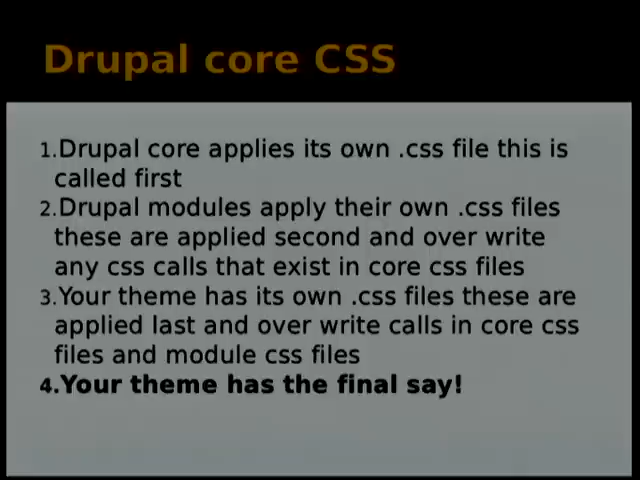 Drupal core CSS
1.Drupal core applies its own .css file this is
called first
2.Drupal modules apply their own .css files
these are applied second and over write
any css calls that exist in core css files
3.Your theme has its own .css files these are
applied last and over write calls in core css
files and module css files
4.Your theme has the final say!